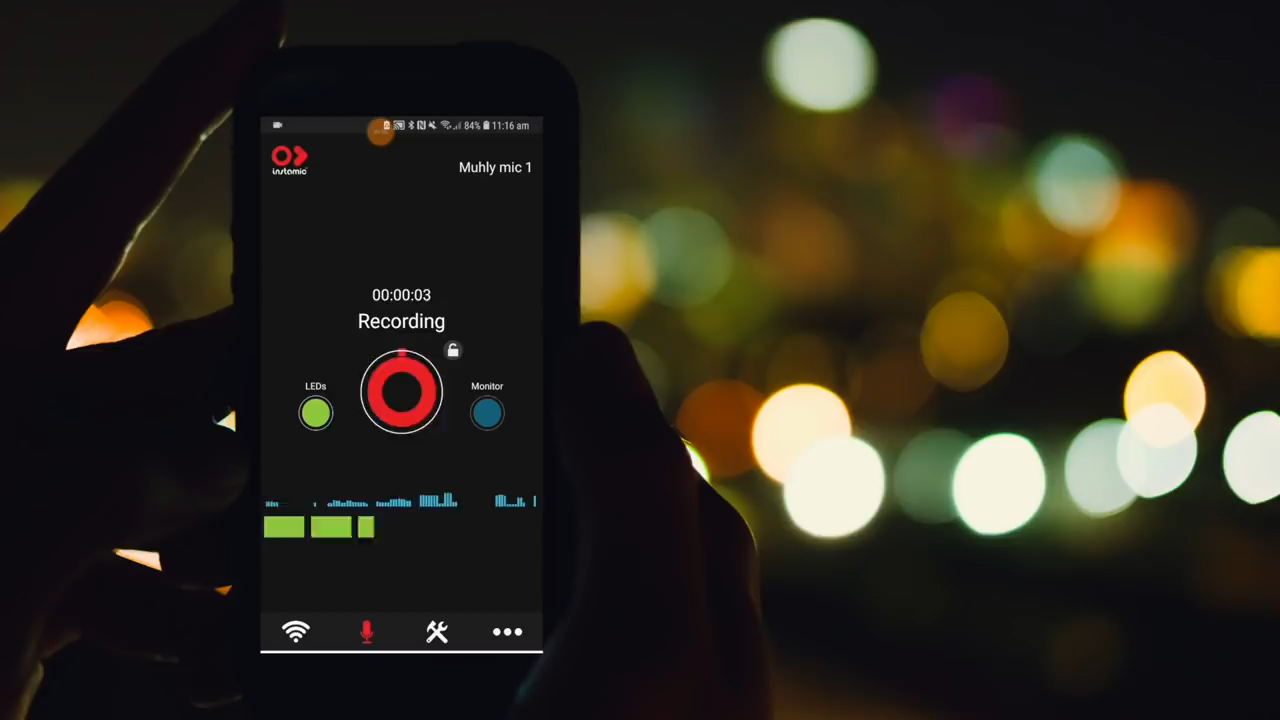 84% 11:16 am
instamic
Muhly mic 1
00:00:03
Recording
LEDs
Monitor